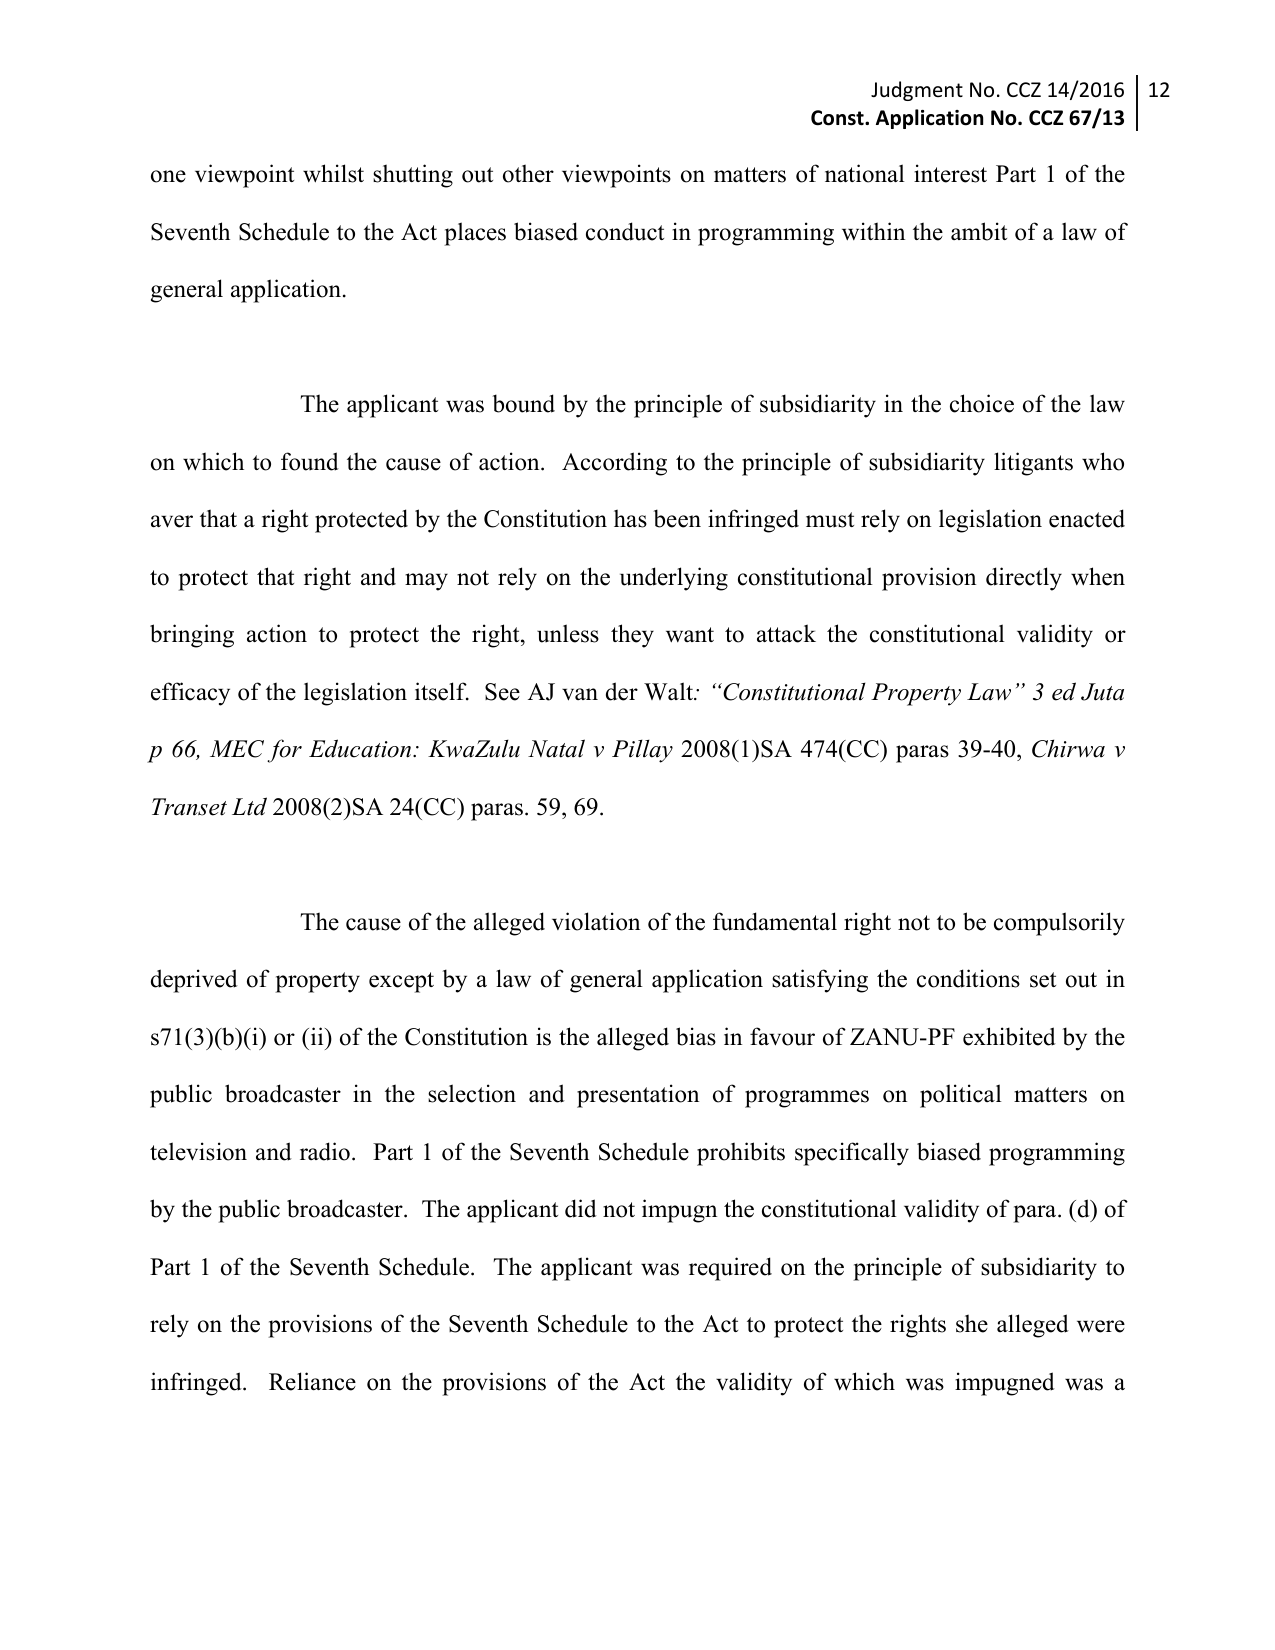 Judgment No. CCZ 14/2016 12
Const. Application No. CCZ 67/13
one viewpoint whilst shutting out other viewpoints on matters of national interest Part 1 of the
Seventh Schedule to the Act places biased conduct in programming within the ambit of a law of
general application.
The applicant was bound by the principle of subsidiarity in the choice of the law
on which to found the cause of action. According to the principle of subsidiarity litigants who
aver that a right protected by the Constitution has been infringed must rely on legislation enacted
to protect that right and may not rely on the underlying constitutional provision directly when
bringing action to protect the right, unless they want to attack the constitutional validity or
efficacy of the legislation itself. See AJ van der Walt: “Constitutional Property Law” 3 ed Juta
p 66, MEC for Education: KwaZulu Natal v Pillay 2008(1)SA 474(CC) paras 39-40, Chirwa v
Transet Ltd 2008(2)SA 24(CC) paras. 59, 69.
The cause of the alleged violation of the fundamental right not to be compulsorily
deprived of property except by a law of general application satisfying the conditions set out in
s71(3)(b)(i) or (ii) of the Constitution is the alleged bias in favour of ZANU-PF exhibited by the
public broadcaster in the selection and presentation of programmes on political matters on
television and radio. Part 1 of the Seventh Schedule prohibits specifically biased programming
by the public broadcaster. The applicant did not impugn the constitutional validity of para. (d) of
Part 1 of the Seventh Schedule. The applicant was required on the principle of subsidiarity to
rely on the provisions of the Seventh Schedule to the Act to protect the rights she alleged were
infringed. Reliance on the provisions of the Act the validity of which was impugned was a